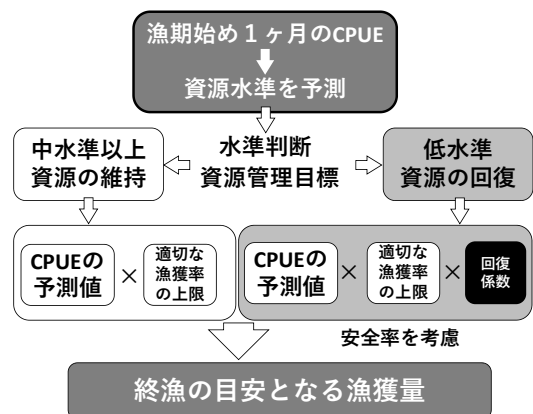 漁期始め１ヶ月のCPUE
資源水準を予測
中水準以上
資源の維持
水準判断
資源管理目標
低水準
資源の回復
CPUEの
予測値
×
適切な
漁獲率
の上限
CPUEの
予測値
×
適切な
漁獲率
の上限
×
回復
係数
安全率を考慮
終漁の目安となる漁獲量